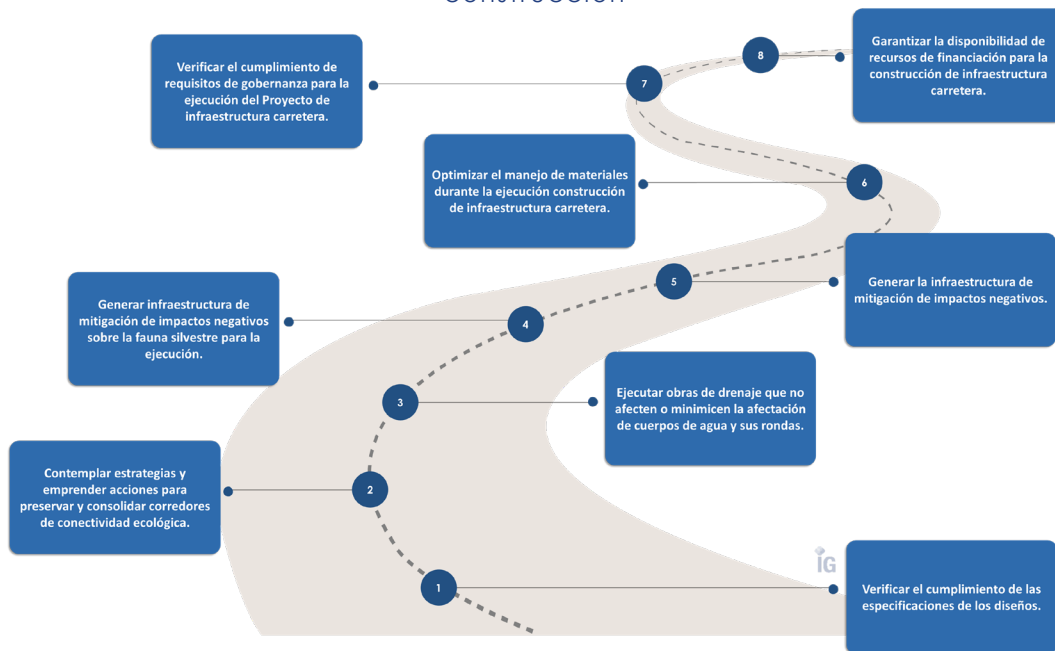 construcción
8
Garantizar la disponibilidad de
recursos de financiación para la
construcción de infraestructura
carretera.
Verificar el cumplimiento de
requisitos de gobernanza para la
ejecución del Proyecto de
infraestructura carretera.
7
Optimizar el manejo de materiales
durante la ejecución construcción
de infraestructura carretera.
6
5
Generar la infraestructura de
mitigación de impactos negativos.
Generar infraestructura de
mitigación de impactos negativos
sobre la fauna silvestre para la
ejecución.
4
3
Ejecutar obras de drenaje que no
afecten o minimicen la afectación
de cuerpos de agua y sus rondas.
Contemplar estrategias y
emprender acciones para
preservar y consolidar corredores
de conectividad ecológica.
2
IG
1
Verificar el cumplimiento de las
especificaciones de los diseños.